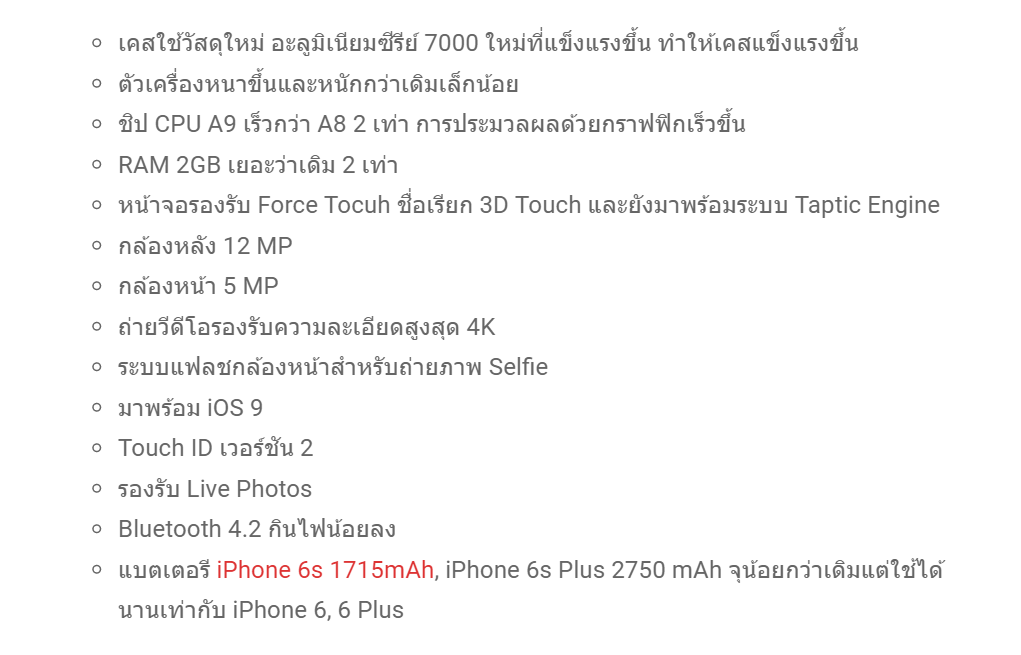 เคสใช้วัสดุใหม่ อะลูมิเนียมซีรีย์ 7000 ใหม่ที่แข็งแรงขึ้น ทำให้เคสแข็งแรงขึ้น
ตัวเครื่องหนาขึ้นและหนักกว่าเดิมเล็กน้อย
ชิป CPU A9 เร็วกว่า A8 2 เท่า การประมวลผลด้วยกราฟฟิกเร็วขึ้น
RAM 2GB เยอะว่าเดิม 2 เท่า
หน้าจอรองรับ Force Tocuh ชื่อเรียก 3D Touch และยังมาพร้อมระบบ Taptic Engine
กล้องหลัง 12 MP
กล้องหน้า 5 MP
ถ่ายวีดีโอรองรับความละเอียดสูงสุด 4K
ระบบแฟลชกล้องหน้าสำหรับถ่ายภาพ Selfie
มาพร้อม iOS 9
Touch ID เวอร์ชัน 2
รองรับ Live Photos
Bluetooth 4.2 กินไฟน้อยลง
แบตเตอรี iPhone 6s 1715mAh, iPhone 6s Plus 2750 mAh จุน้อยกว่าเดิมแต่ใช้ได้
นานเท่ากับ iPhone 6, 6 Plus